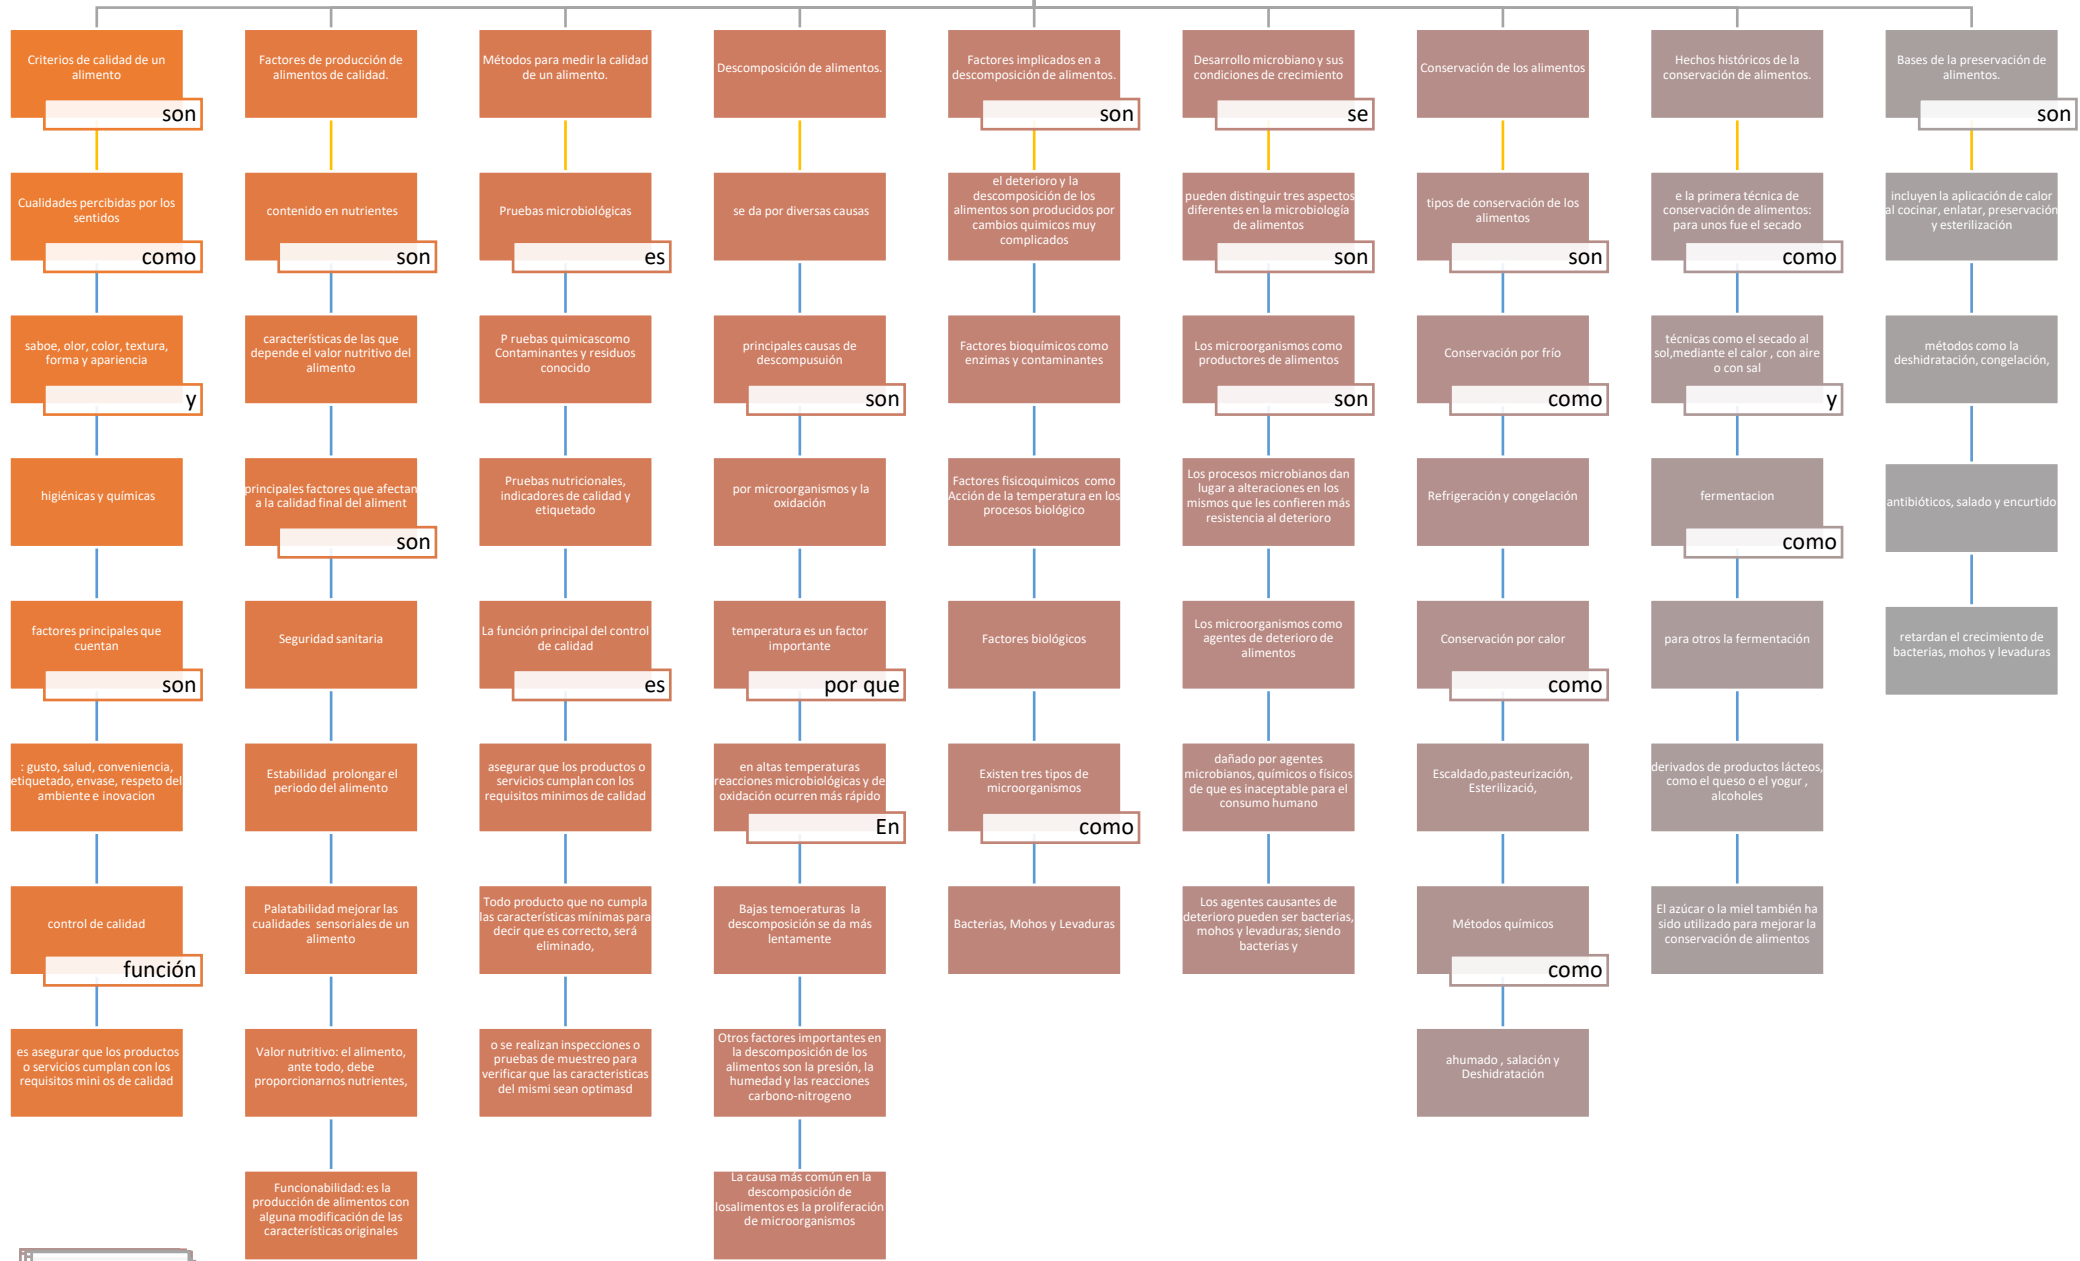 Criterios de calidad de un
alimento
son
Cualidades percibidas por los
sentidos
como
saboe, olor, color, textura,
forma y apariencia
y
higiénicas y químicas
factores principales que
cuentan
son
: gusto, salud, conveniencia,
etiquetado, envase, respeto del
ambiente e inovacion
control de calidad
función
es asegurar que los productos
o servicios cumplan con los
requisitos mini os de calidad
Factores de producción de
alimentos de calidad.
contenido en nutrientes
son
características de las que
depende el valor nutritivo del
alimento
principales factores que afectan
a la calidad final del aliment
son
Seguridad sanitaria
Estabilidad prolongar el
periodo del alimento
Palatabilidad mejorar las
cualidades sensoriales de un
alimento
Valor nutritivo: el alimento,
ante todo, debe
proporcionarnos nutrientes,
Funcionabilidad: es la
producción de alimentos con
alguna modificación de las
características originales
Métodos para medir la calidad
de un alimento.
Pruebas microbiológicas
es
P ruebas quimicascomo
Contaminantes y residuos
conocido
Pruebas nutricionales,
indicadores de calidad y
etiquetado
La función principal del control
de calidad
es
asegurar que los productos o
servicios cumplan con los
requisitos minimos de calidad
Todo producto que no cumpla
las características mínimas para
decir que es correcto, será
eliminado,
o se realizan inspecciones o
pruebas de muestreo para
verificar que las caracteristicas
del mismi sean optimasd
Descomposición de alimentos.
se da por diversas causas
principales causas de
descompusuión
son
por microorganismos y la
oxidación
temperatura es un factor
importante
por que
en altas temperaturas
reacciones microbiológicas y de
oxidación ocurren más rápido
En
Bajas temoeraturas la
descomposición se da más
lentamente
Otros factores importantes en
la descomposición de los
alimentos son la presión, la
humedad y las reacciones
carbono-nitrogeno
La causa más común en la
descomposición de
losalimentos es la proliferación
de microorganismos
Factores implicados en a
descomposición de alimentos.
son
el deterioro y la
descomposición de los
alimentos son producidos por
cambios quimicos muy
complicados
Factores bioquímicos como
enzimas y contaminantes
Factores fisicoquimicos como
Acción de la temperatura en los
procesos biológico
Factores biológicos
Existen tres tipos de
microorganismos
como
Bacterias, Mohos y Levaduras
Desarrollo microbiano y sus
condiciones de crecimiento
se
pueden distinguir tres aspectos
diferentes en la microbiología
de alimentos
son
Los microorganismos como
productores de alimentos
son
Los procesos microbianos dan
lugar a alteraciones en los
mismos que les confieren más
resistencia al deterioro
Los microorganismos como
agentes de deterioro de
alimentos
dañado por agentes
microbianos, químicos o físicos
de que es inaceptable para el
consumo humano
Los agentes causantes de
deterioro pueden ser bacterias,
mohos y levaduras; siendo
bacterias y
Conservación de los alimentos
tipos de conservación de los
alimentos
son
Conservación por frío
como
Refrigeración y congelación
Conservación por calor
como
Escaldado,pasteurización,
Esterilizació,
Métodos químicos
como
ahumado , salación y
Deshidratación
Hechos históricos de la
conservación de alimentos.
e la primera técnica de
conservación de alimentos:
para unos fue el secado
como
técnicas como el secado al
sol,mediante el calor , con aire
o con sal
y
fermentacion
como
para otros la fermentación
derivados de productos lácteos,
como el queso o el yogur ,
alcoholes
El azúcar o la miel también ha
sido utilizado para mejorar la
conservación de alimentos
Bases de la preservación de
alimentos.
son
incluyen la aplicación de calor
al cocinar, enlatar, preservación
y esterilización
métodos como la
deshidratación, congelación,
antibióticos, salado y encurtido
retardan el crecimiento de
bacterias, mohos y levaduras